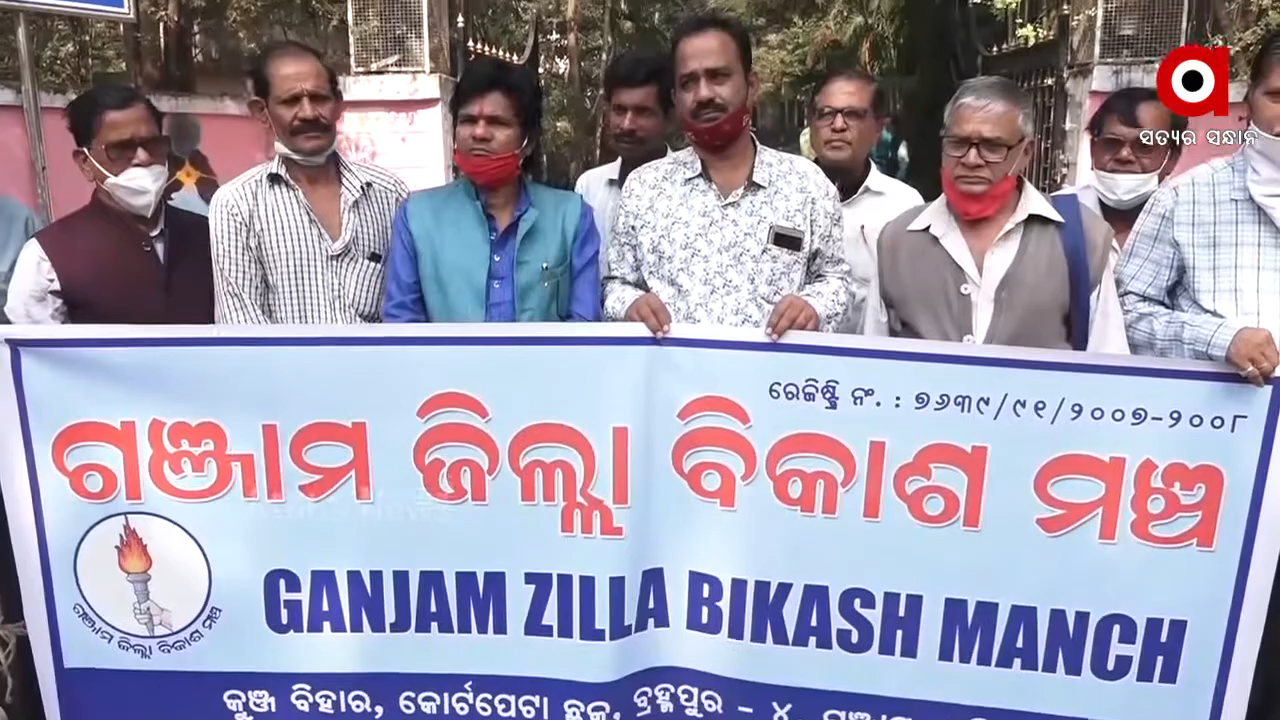 ସତ୍ୟର ସନ୍ଧାନ
ରେଜିଷ୍ଟ୍ରି ନଂ. : ୭୬୩୯/୯୧/୨୦୦୭-୨୦୦୮
ଗଞ୍ଜାମ ଜିଲ୍ଲା ବିକାଶ ମଞ୍ଚ
ଗଞ୍ଜାମ ଜିଲ୍ଲା ବିକାଶ ମଞ୍ଚ
GANJAM ZILLA BIKASH MANCH
କୁଞ୍ଜ ବିହାର, କୋର୍ଟପେଟା ଛକ, ବ୍ରହ୍ମପୁର - ୪,